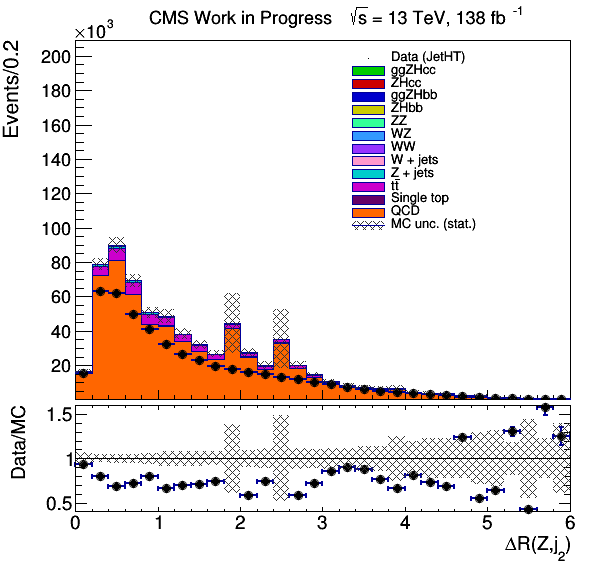 CMS Work in Progress √s = 13 TeV, 138 fb⁻¹
×10³
Events/0.2
200
180
160
140
120
100
80
60
40
20
Data (JetHT)
ggZHcc
ZHcc
ggZHbb
ZHbb
ZZ
WZ
WW
W + jets
Z + jets
tt̄
Single top
QCD
MC unc. (stat.)
Data/MC
1.5
1
0.5
0 1 2 3 4 5 6
ΔR(Z,j₂)